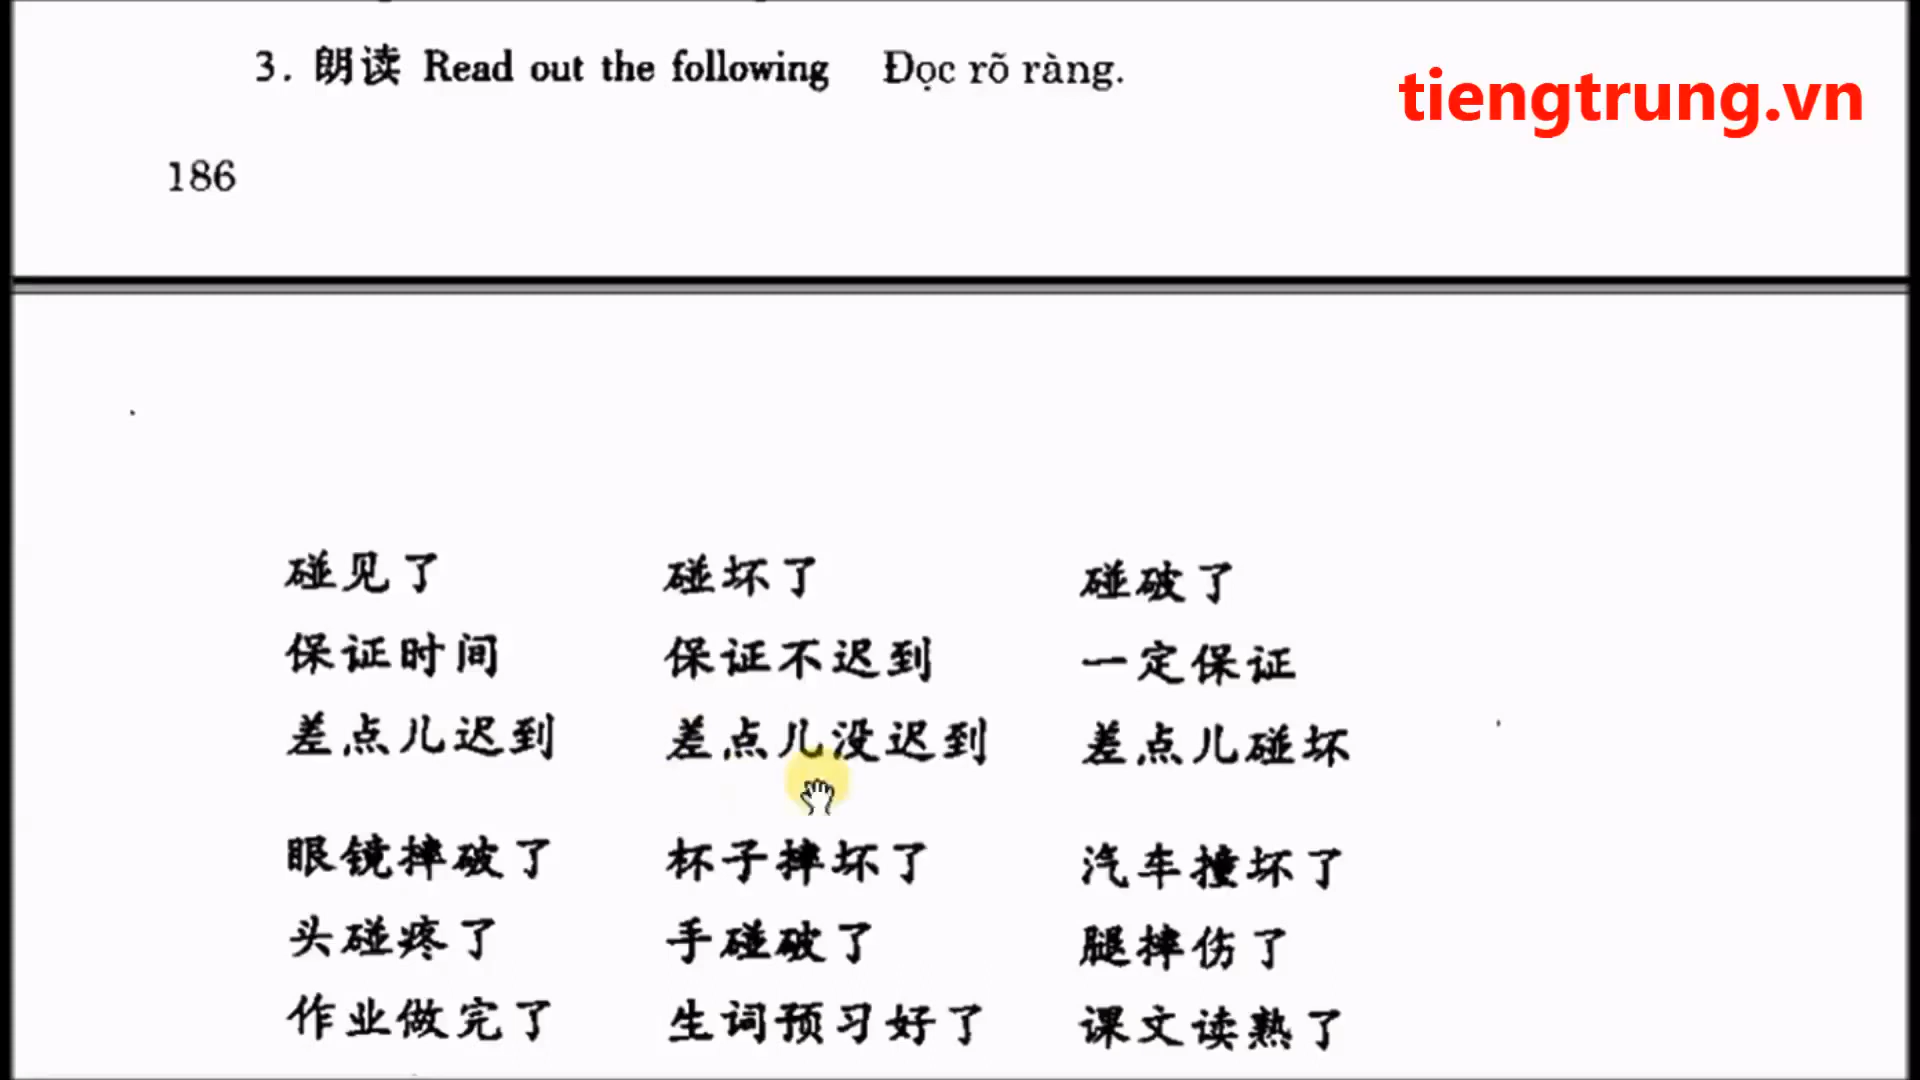 3. 朗读 Read out the following Đọc rõ ràng.
tiengtrung.vn
186
碰见了 碰坏了 碰破了
保证时间 保证不迟到 一定保证
差点儿迟到 差点儿没迟到 差点儿碰坏
眼镜摔破了 杯子摔坏了 汽车撞坏了
头碰疼了 手碰破了 腿摔伤了
作业做完了 生词预习好了 课文读熟了